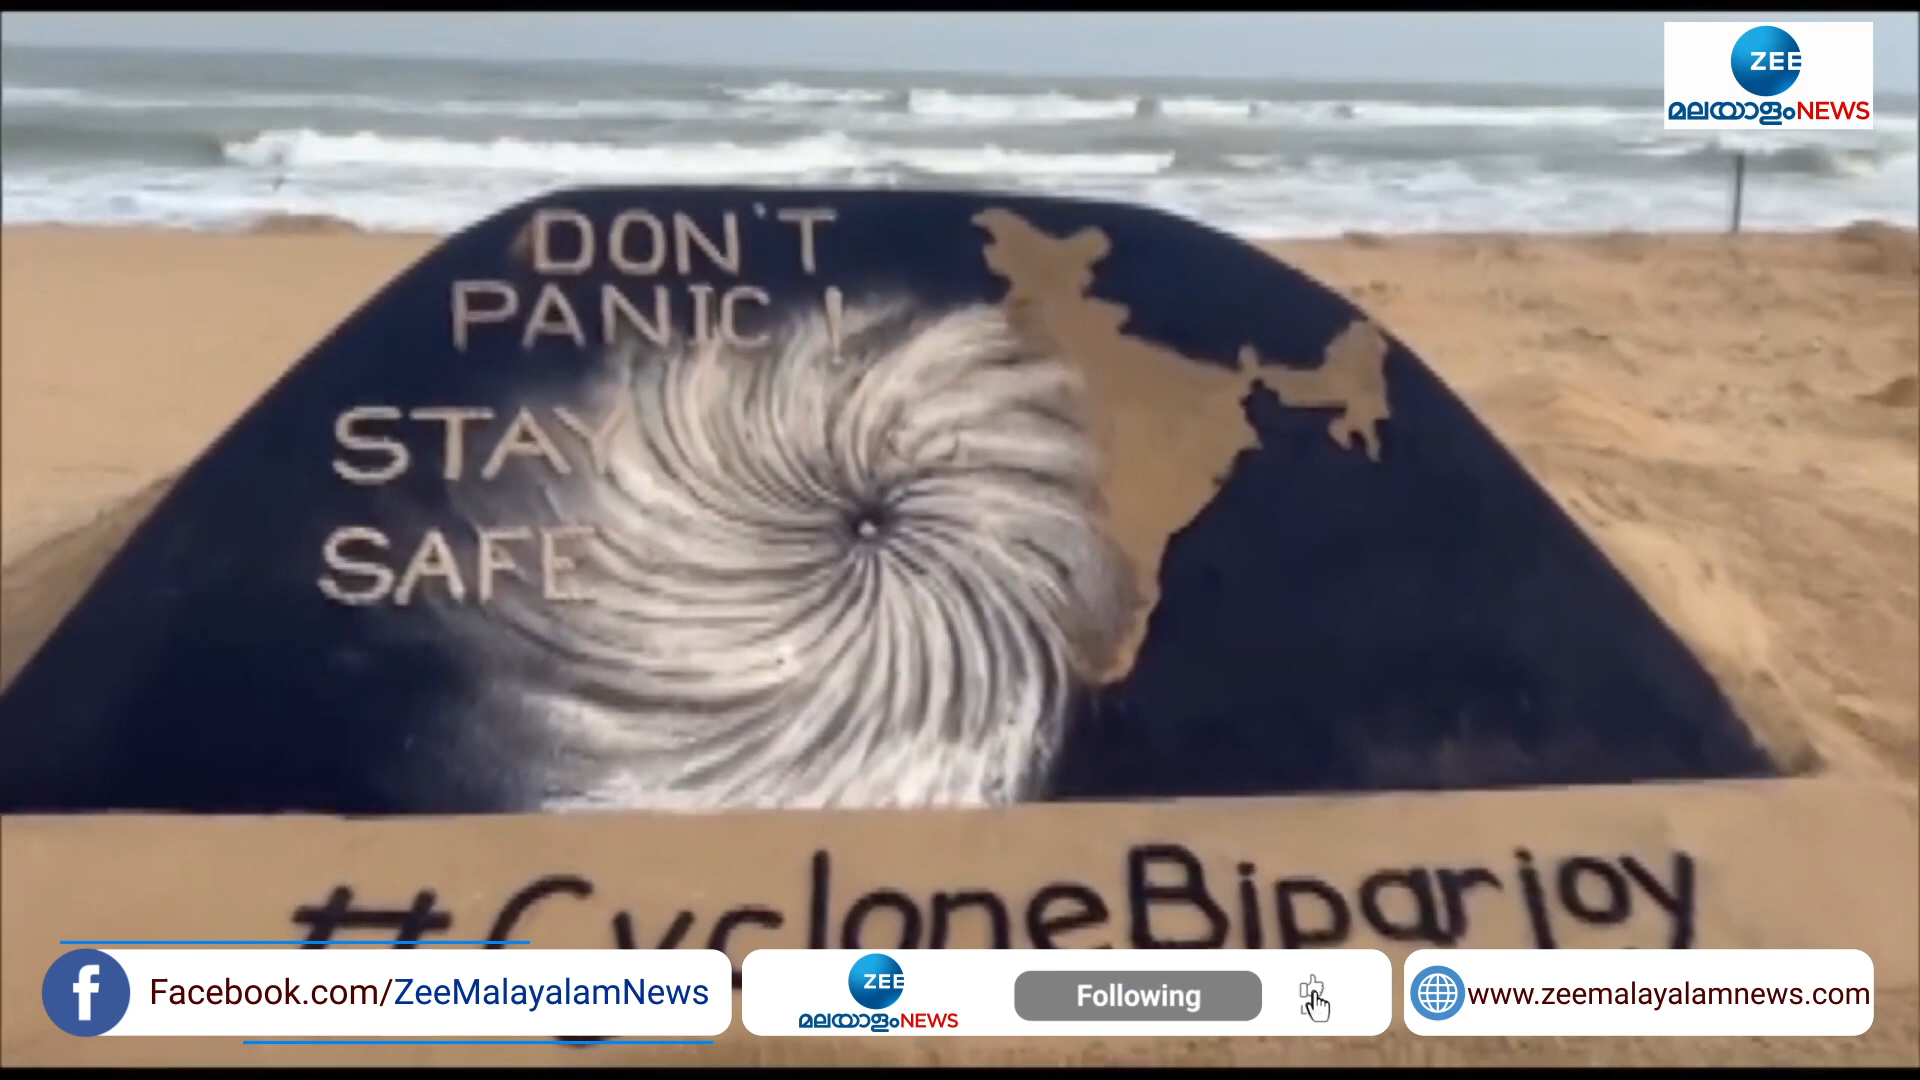 ZEE
മലയാളംNEWS
DON'T
PANIC !
STAY
SAFE
#CycloneBiparjoy
Facebook.com/ZeeMalayalamNews
ZEE
മലയാളംNEWS
Following
www.zeemalayalamnews.com